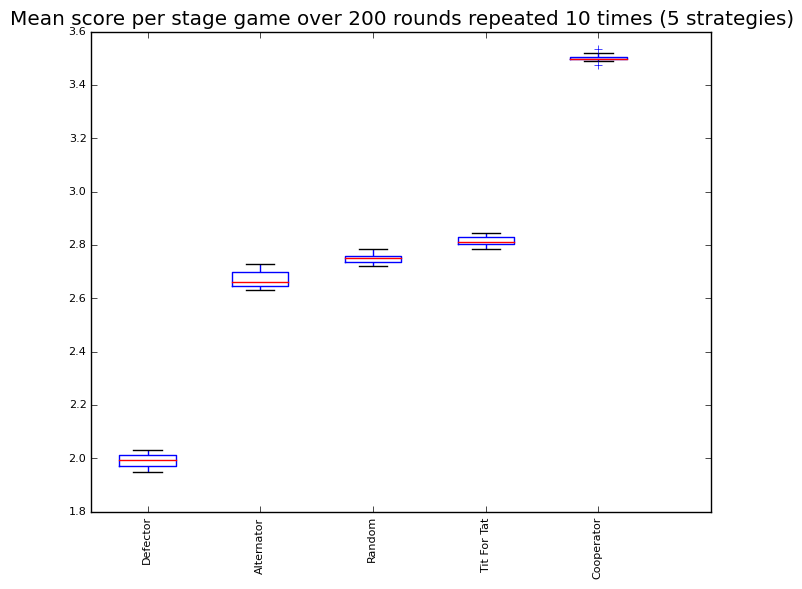 Mean score per stage game over 200 rounds repeated 10 times (5 strategies)
3.6
3.4
3.2
3.0
2.8
2.6
2.4
2.2
2.0
1.8
Defector
Alternator
Random
Tit For Tat
Cooperator